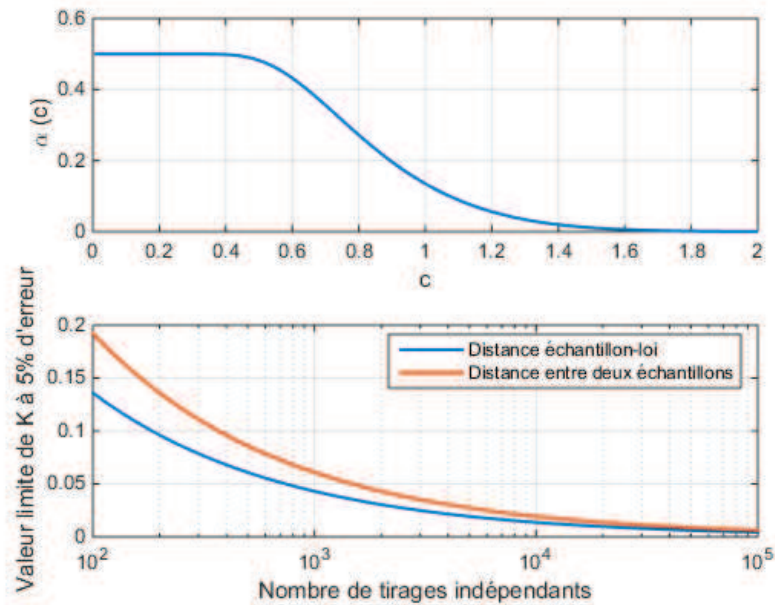 0.6
0.4
0.2
0
α (c)
0 0.2 0.4 0.6 0.8 1 1.2 1.4 1.6 1.8 2
c
Valeur limite de K à 5% d'erreur
0.2
0.15
0.1
0.05
0
Distance échantillon-loi
Distance entre deux échantillons
10² 10³ 10⁴ 10⁵
Nombre de tirages indépendants